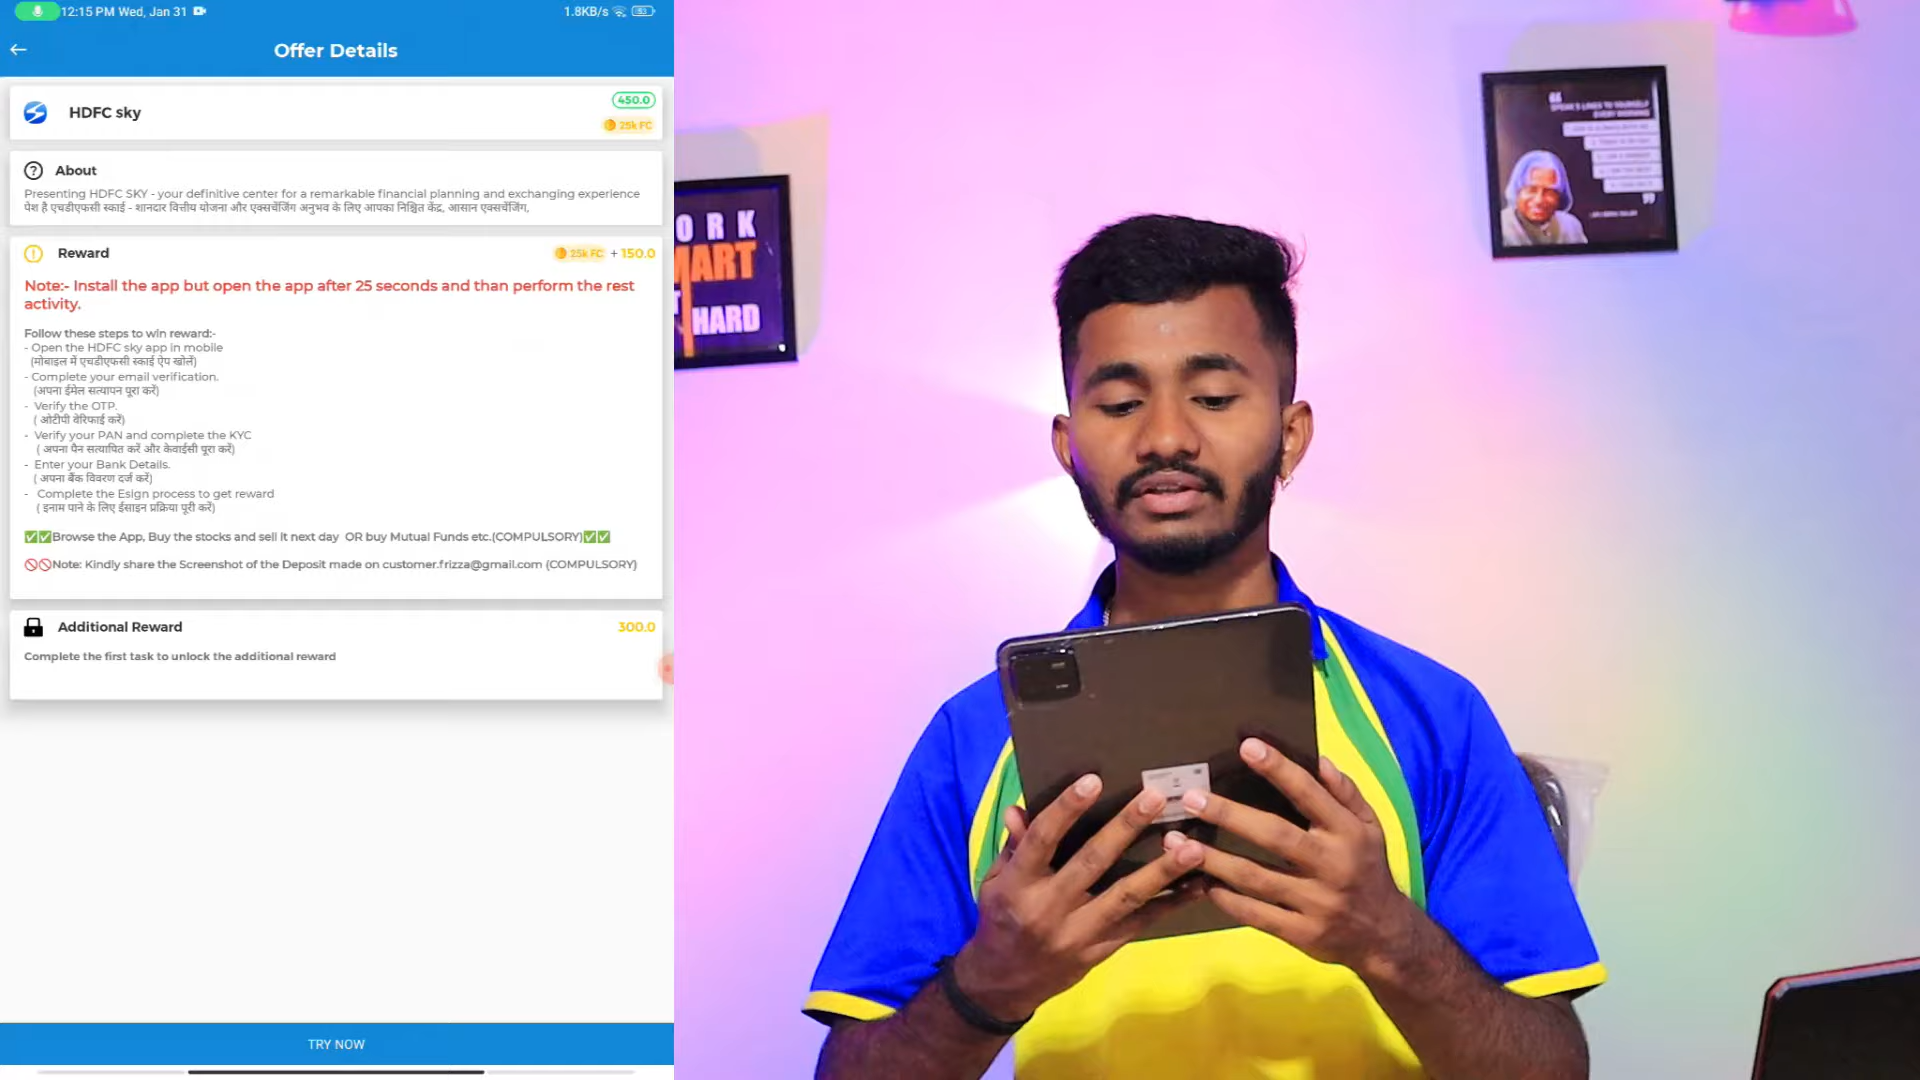 12:15 PM Wed, Jan 31
1.8KB/s
Offer Details
HDFC sky
450.0
25k FC
About
Presenting HDFC SKY - your definitive center for a remarkable financial planning and exchanging experience
पेश है एचडीएफसी स्काई - शानदार वित्तीय योजना और एक्सचेंजिंग अनुभव के लिए आपका निश्चित केंद्र, आसान एक्सचेंजिंग,
Reward
25k FC + 150.0
Note:- Install the app but open the app after 25 seconds and than perform the rest
activity.
Follow these steps to win reward:-
- Open the HDFC sky app in mobile
(मोबाइल में एचडीएफसी स्काई ऐप खोलें)
- Complete your email verification.
(अपना ईमेल सत्यापन पूरा करें)
- Verify the OTP.
( ओटीपी वेरिफाई करें)
- Verify your PAN and complete the KYC
( अपना पैन सत्यापित करें और केवाईसी पूरा करें)
- Enter your Bank Details.
( अपना बैंक विवरण दर्ज करें)
- Complete the Esign process to get reward
( इनाम पाने के लिए ईसाइन प्रक्रिया पूरी करें)
✅✅Browse the App, Buy the stocks and sell It next day OR buy Mutual Funds etc.(COMPULSORY)✅✅
🚫🚫Note: Kindly share the Screenshot of the Deposit made on customer.frizza@gmail.com (COMPULSORY)
Additional Reward
300.0
Complete the first task to unlock the additional reward
TRY NOW
ORK
MART
HARD
SPEAK 5 LINES TO YOURSELF
EVERY MORNING